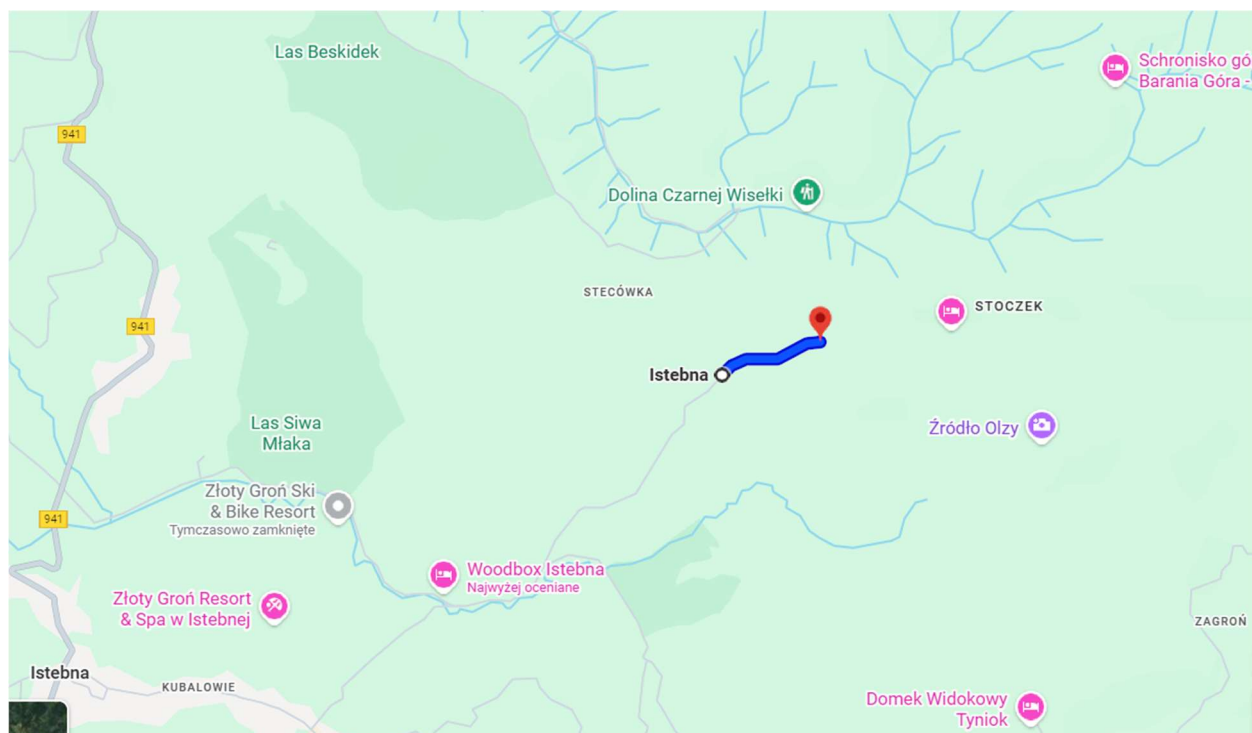 Las Beskidek
Schronisko gó
Barania Góra -
941
Dolina Czarnej Wisełki
STECÓWKA
STOCZEK
941
Istebna
Las Siwa
Młaka
Źródło Olzy
Złoty Groń Ski
& Bike Resort
Tymczasowo zamknięte
941
Woodbox Istebna
Najwyżej oceniane
Złoty Groń Resort
& Spa w Istebnej
ZAGROŃ
Istebna
KUBALOWIE
Domek Widokowy
Tyniok